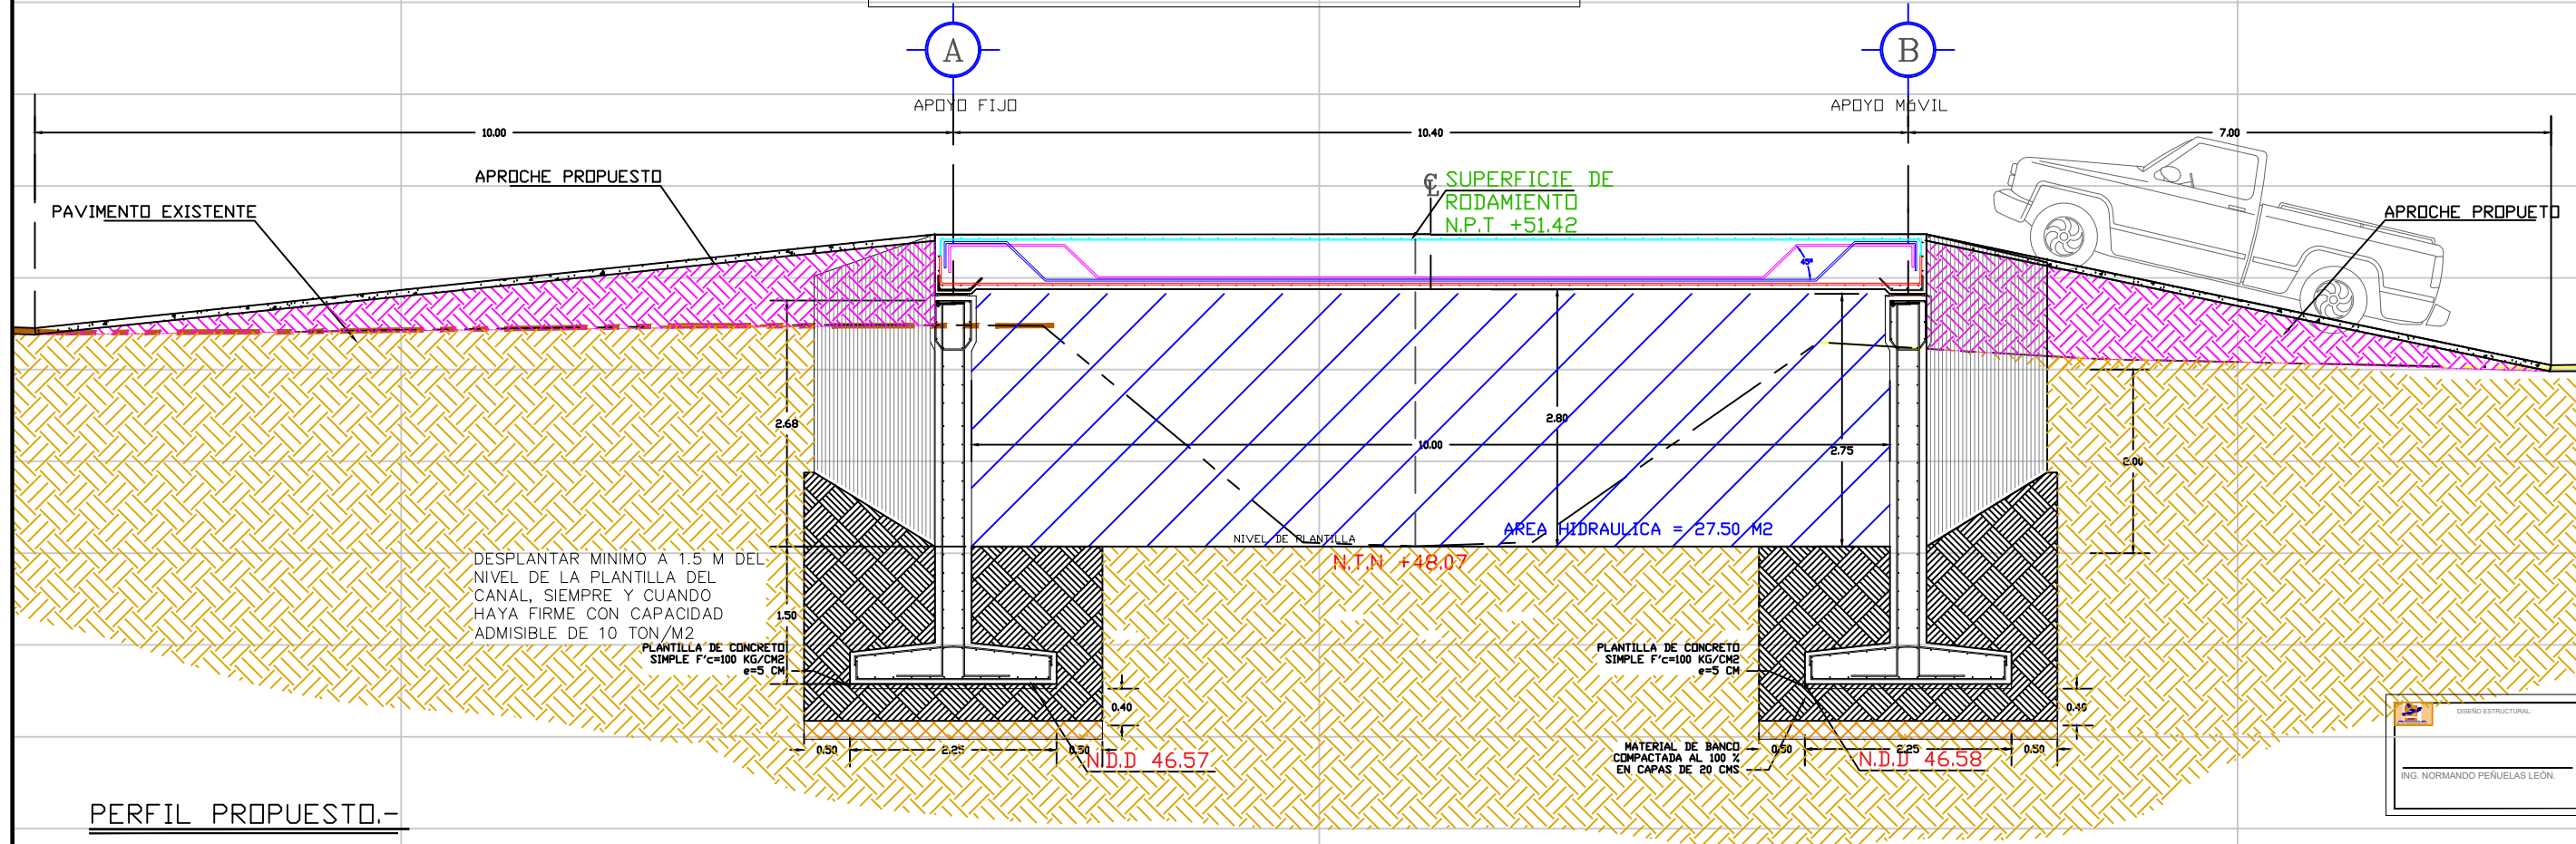 A
B
APOYO FIJO
APOYO MóVIL
10.00
10.40
7.00
APROCHE PROPUESTO
PAVIMENTO EXISTENTE
℄ SUPERFICIE DE
RODAMIENTO
N.P.T +51.42
APROCHE PROPUETO
45°
2.68
2.80
10.00
2.75
2.00
AREA HIDRAULICA = 27.50 M2
NIVEL DE PLANTILLA
N.T.N +48.07
DESPLANTAR MINIMO A 1.5 M DEL
NIVEL DE LA PLANTILLA DEL
CANAL, SIEMPRE Y CUANDO
HAYA FIRME CON CAPACIDAD
ADMISIBLE DE 10 TON/M2
1.50
PLANTILLA DE CONCRETO
SIMPLE F'c=100 KG/CM2
e=5 CM
PLANTILLA DE CONCRETO
SIMPLE F'c=100 KG/CM2
e=5 CM
0.40
0.40
0.50
2.25
0.50
N.D.D 46.57
MATERIAL DE BANCO
COMPACTADA AL 100 %
EN CAPAS DE 20 CMS
0.50
2.25
0.50
N.D.D 46.58
DISEÑO ESTRUCTURAL:
ING. NORMANDO PEÑUELAS LEÓN.
PERFIL PROPUESTO.-